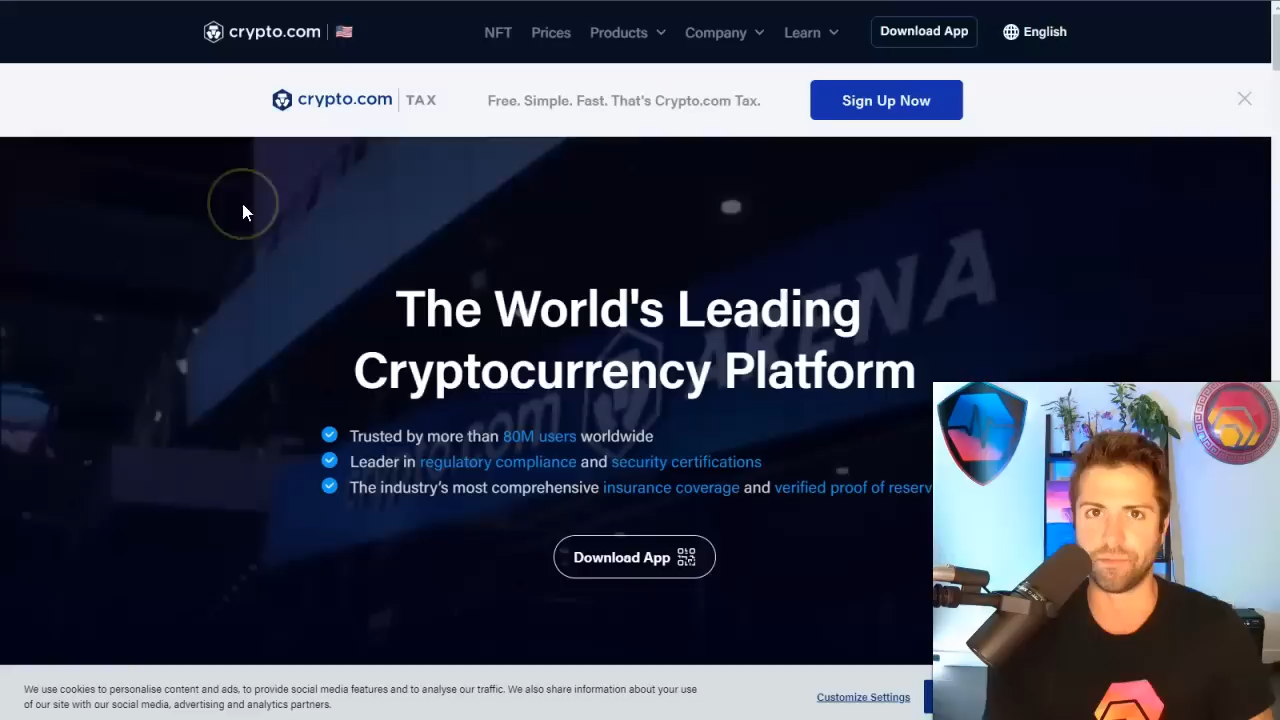 crypto.com
NFT Prices Products Company Learn Download App English
crypto.com TAX Free. Simple. Fast. That's Crypto.com Tax. Sign Up Now
ARENA
The World's Leading
Cryptocurrency Platform
Trusted by more than 80M users worldwide
Leader in regulatory compliance and security certifications
The industry's most comprehensive insurance coverage and verified proof of reserv
Download App
We use cookies to personalise content and ads, to provide social media features and to analyse our traffic. We also share information about your use
of our site with our social media, advertising and analytics partners.
Customize Settings